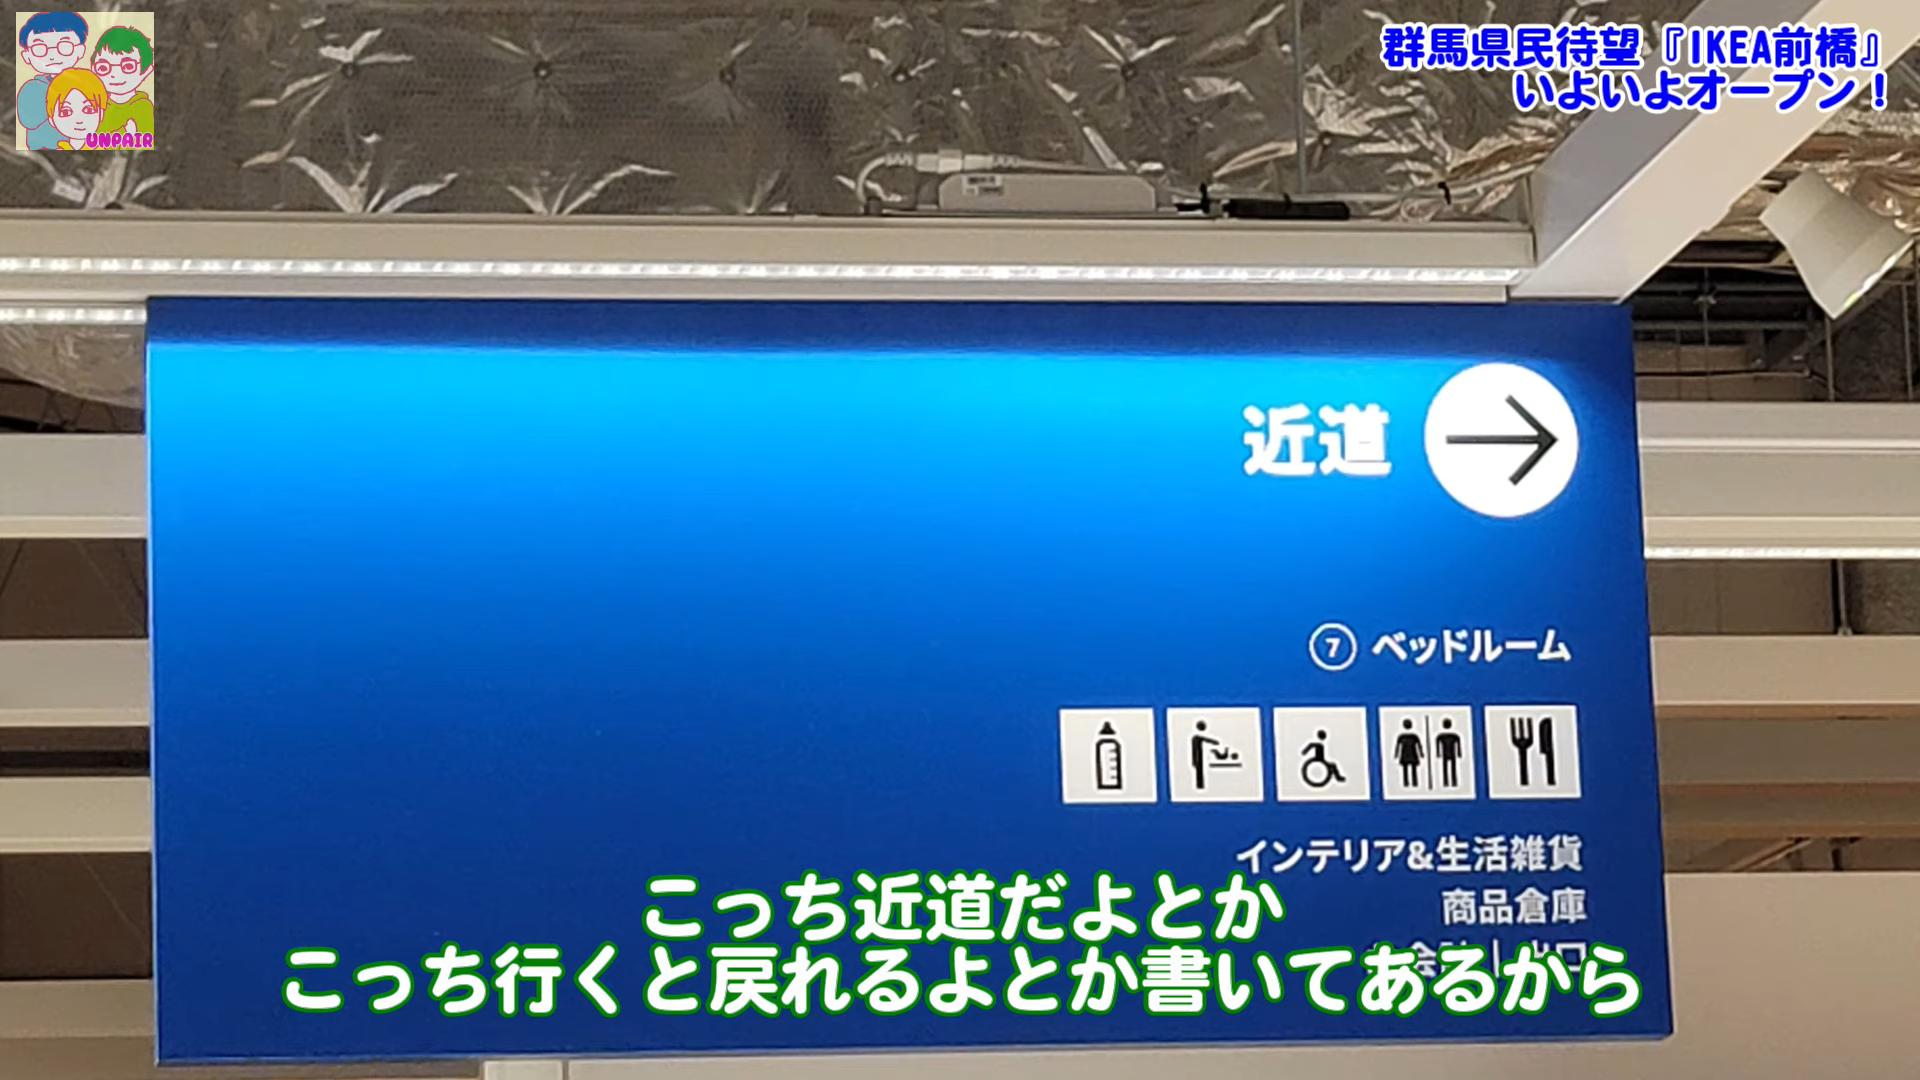 UNPAIR
群馬県民待望『IKEA前橋』
いよいよオープン！
近道
7 ベッドルーム
インテリア&生活雑貨
商品倉庫
こっち近道だよとか
こっち行くと戻れるよとか書いてあるから